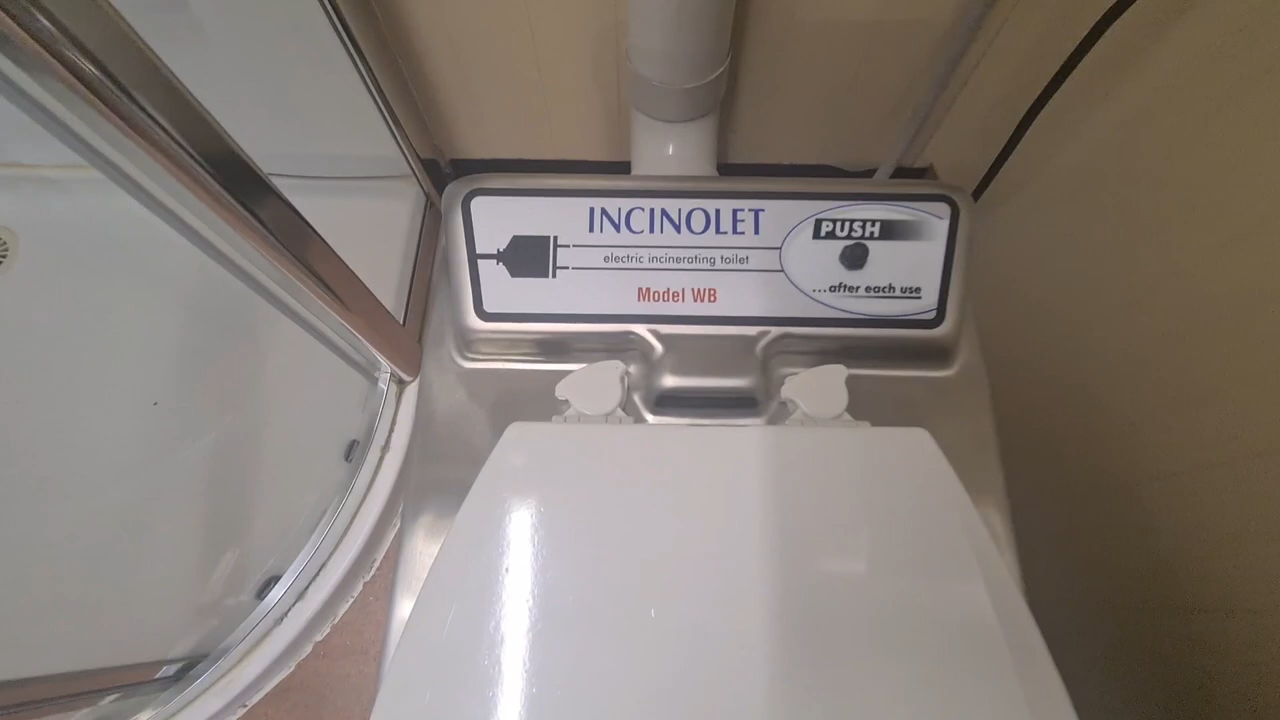 INCINOLET
electric incinerating toilet
Model WB
PUSH
...after each use